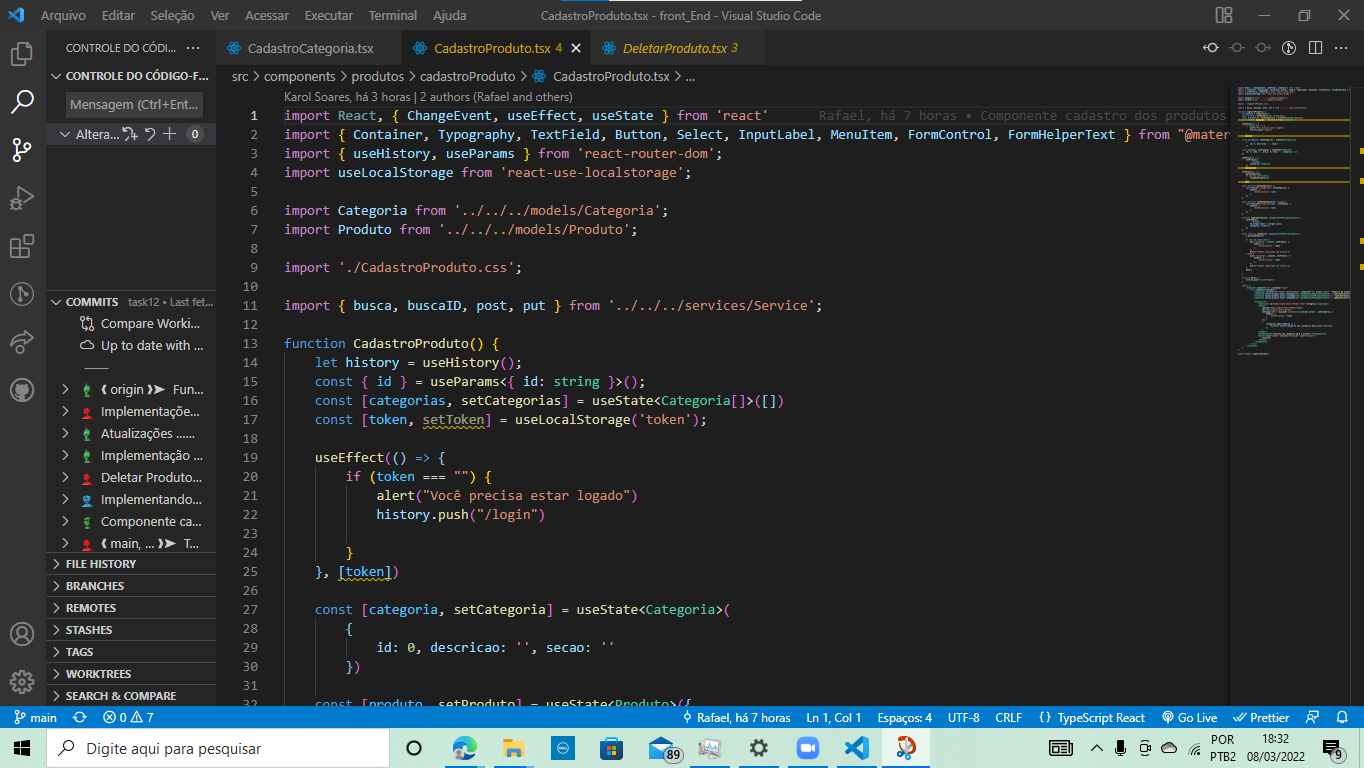 Arquivo Editar Seleção Ver Acessar Executar Terminal Ajuda
CadastroProduto.tsx - front_End - Visual Studio Code
CONTROLE DO CÓDI... ...
CadastroCategoria.tsx
CadastroProduto.tsx 4
DeletarProduto.tsx 3
CONTROLE DO CÓDIGO-F...
Mensagem (Ctrl+Ent...
Altera... 0
src > components > produtos > cadastroProduto > CadastroProduto.tsx > ...
Karol Soares, há 3 horas | 2 authors (Rafael and others)
1 import React, { ChangeEvent, useEffect, useState } from 'react' Rafael, há 7 horas • Componente cadastro dos produtos
2 import { Container, Typography, TextField, Button, Select, InputLabel, MenuItem, FormControl, FormHelperText } from "@mater
3 import { useHistory, useParams } from 'react-router-dom';
4 import useLocalStorage from 'react-use-localstorage';
5
6 import Categoria from '../../../models/Categoria';
7 import Produto from '../../../models/Produto';
8
9 import './CadastroProduto.css';
10
11 import { busca, buscaID, post, put } from '../../../services/Service';
12
13 function CadastroProduto() {
14 let history = useHistory();
15 const { id } = useParams<{ id: string }>();
16 const [categorias, setCategorias] = useState<Categoria[]>([])
17 const [token, setToken] = useLocalStorage('token');
18
19 useEffect(() => {
20 if (token === "") {
21 alert("Você precisa estar logado")
22 history.push("/login")
23
24 }
25 }, [token])
26
27 const [categoria, setCategoria] = useState<Categoria>(
28 {
29 id: 0, descricao: '', secao: ''
30 })
31
32 const [produto, setProduto] = useState<Produto>({
COMMITS task12 • Last fet...
Compare Worki...
Up to date with ...
origin Fun...
Implementaçõe...
Atualizações ......
Implementação ...
Deletar Produto...
Implementando...
Componente ca...
main, ... T...
FILE HISTORY
BRANCHES
REMOTES
STASHES
TAGS
WORKTREES
SEARCH & COMPARE
main 0 7 Rafael, há 7 horas Ln 1, Col 1 Espaços: 4 UTF-8 CRLF {} TypeScript React Go Live Prettier
Digite aqui para pesquisar
DELL
89
POR
PTB2
18:32
08/03/2022
9